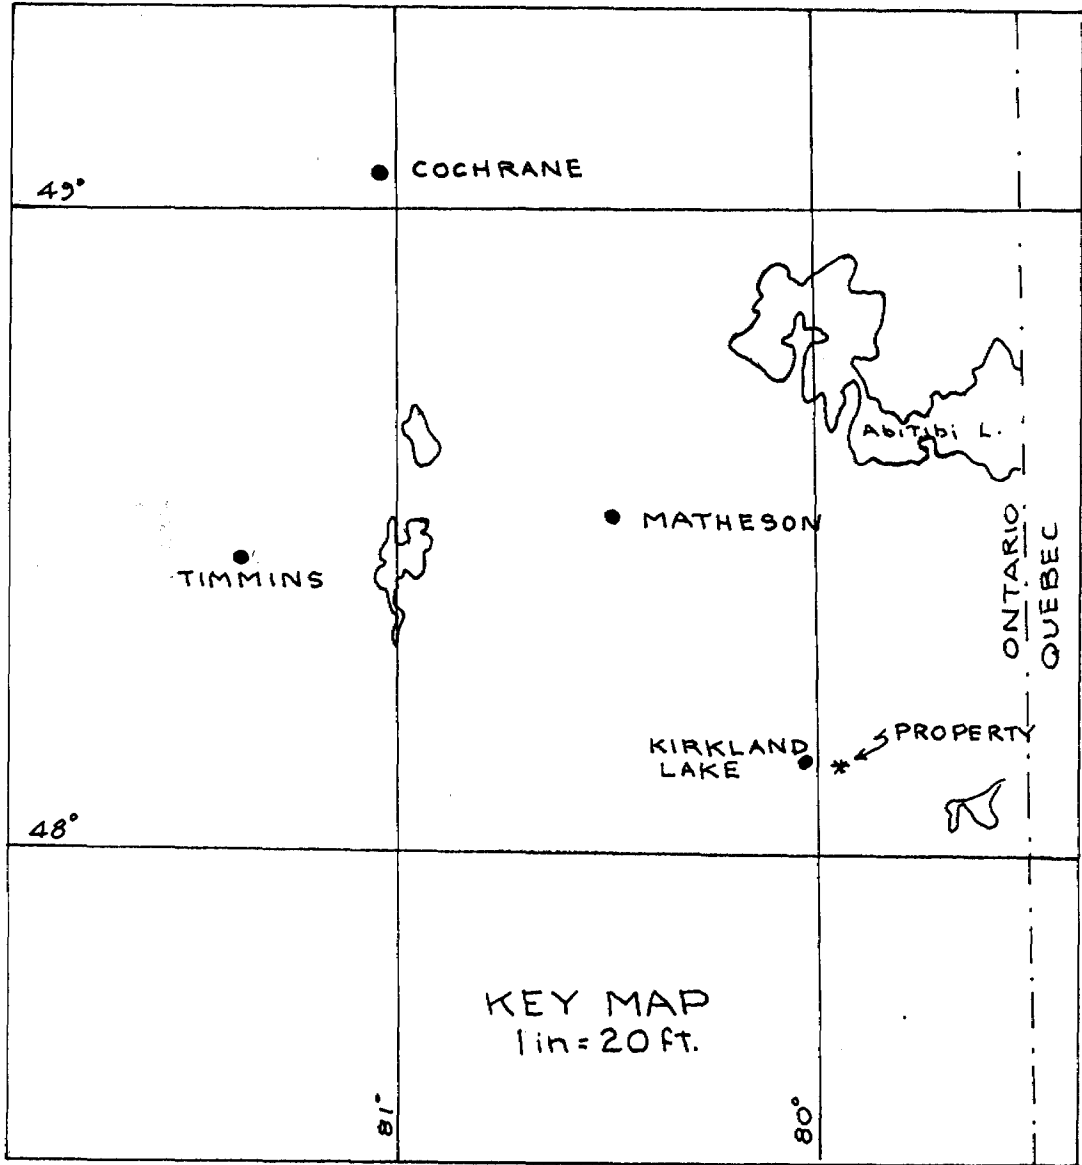 COCHRANE
49°
Abitibi L.
MATHESON
TIMMINS
ONTARIO
QUEBEC
PROPERTY
KIRKLAND
LAKE
48°
KEY MAP
1 in = 20 ft.
81°
80°